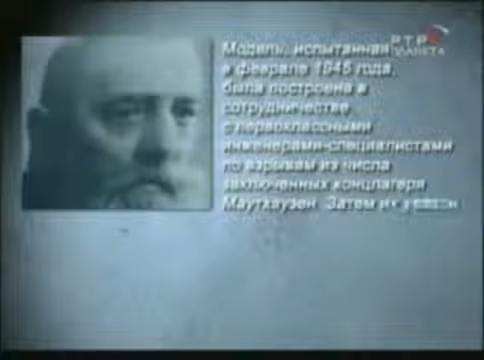 Модель, испытанная
в феврале 1945 года,
была построена в
сотрудничестве
с первоклассными
инженерами-специалистами
по взрывам из числа
заключенных концлагеря
Маутхаузен. Затем их
РТР
ПЛАНЕТА